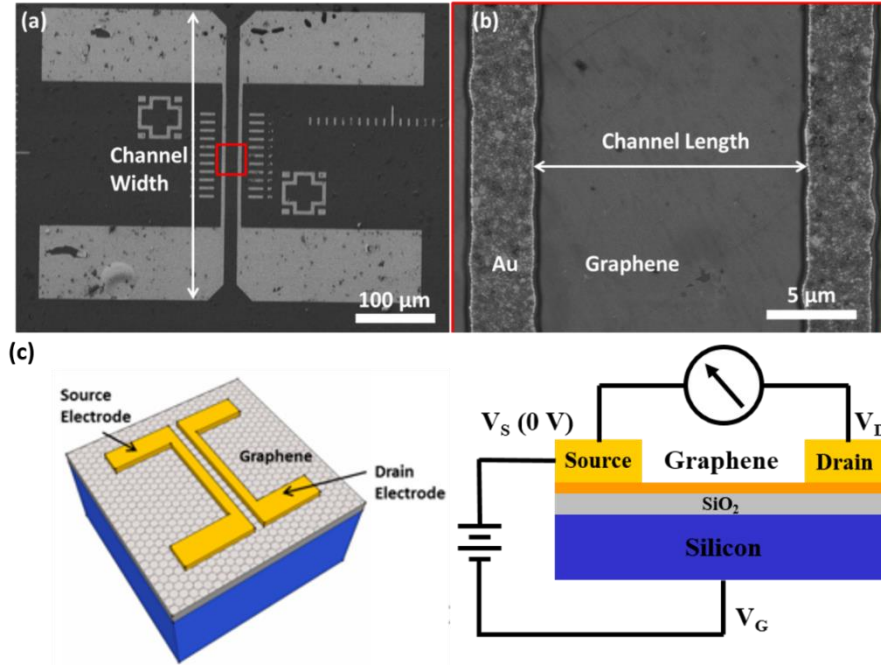 (a)
Channel
Width
100 μm
(b)
Channel Length
Au
Graphene
5 μm
(c)
Source
Electrode
Graphene
Drain
Electrode
V_S (0 V)
V_D
Source
Graphene
Drain
SiO₂
Silicon
V_G